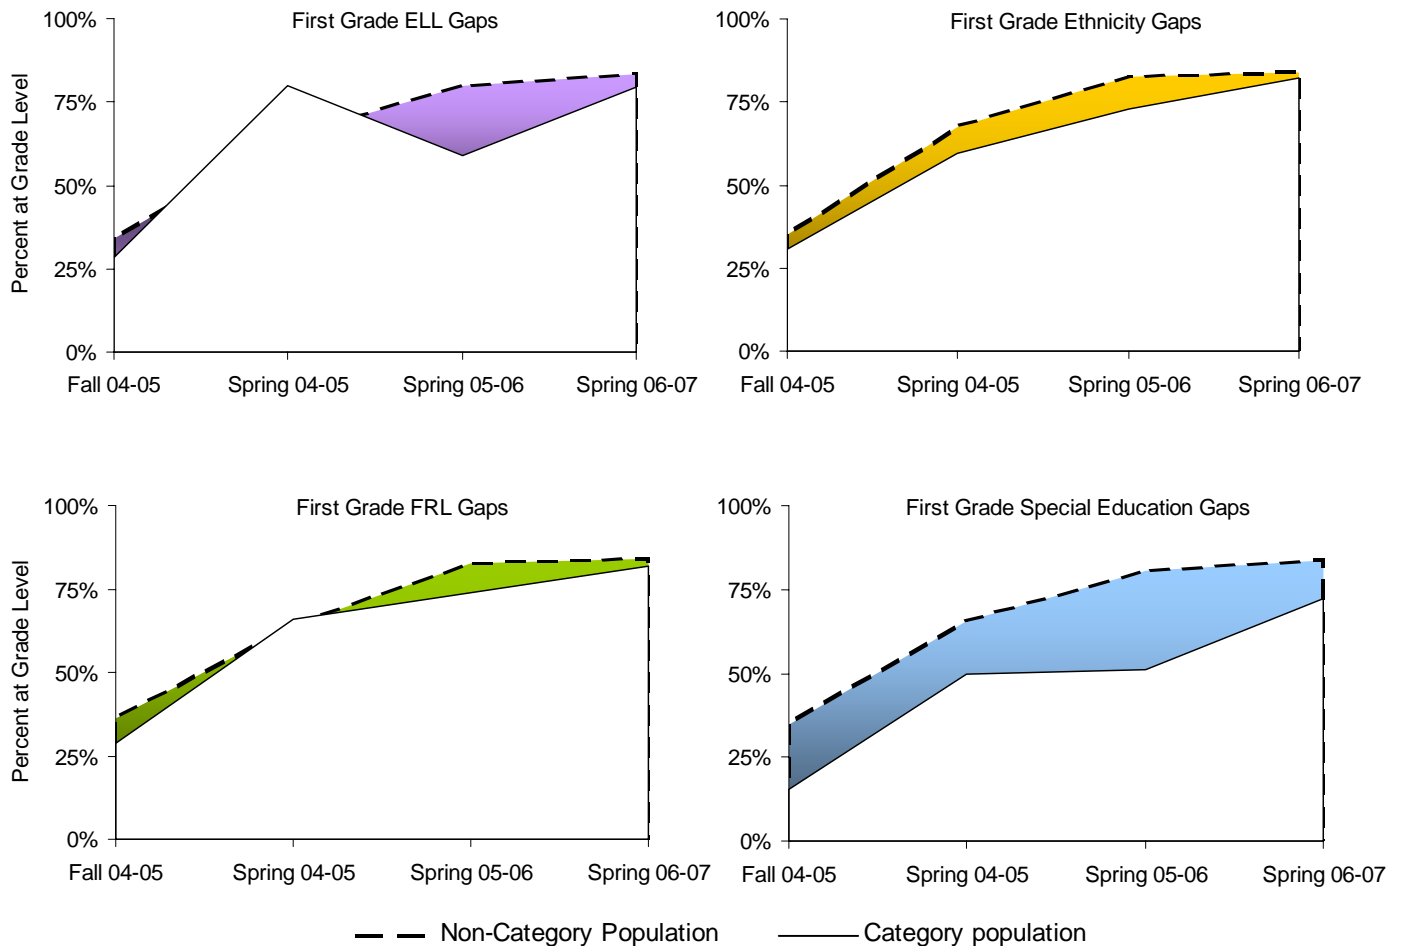 First Grade ELL Gaps
Percent at Grade Level
100%
75%
50%
25%
0%
Fall 04-05 Spring 04-05 Spring 05-06 Spring 06-07
First Grade Ethnicity Gaps
100%
75%
50%
25%
0%
Fall 04-05 Spring 04-05 Spring 05-06 Spring 06-07
First Grade FRL Gaps
Percent at Grade Level
100%
75%
50%
25%
0%
Fall 04-05 Spring 04-05 Spring 05-06 Spring 06-07
First Grade Special Education Gaps
100%
75%
50%
25%
0%
Fall 04-05 Spring 04-05 Spring 05-06 Spring 06-07
Non-Category Population Category population